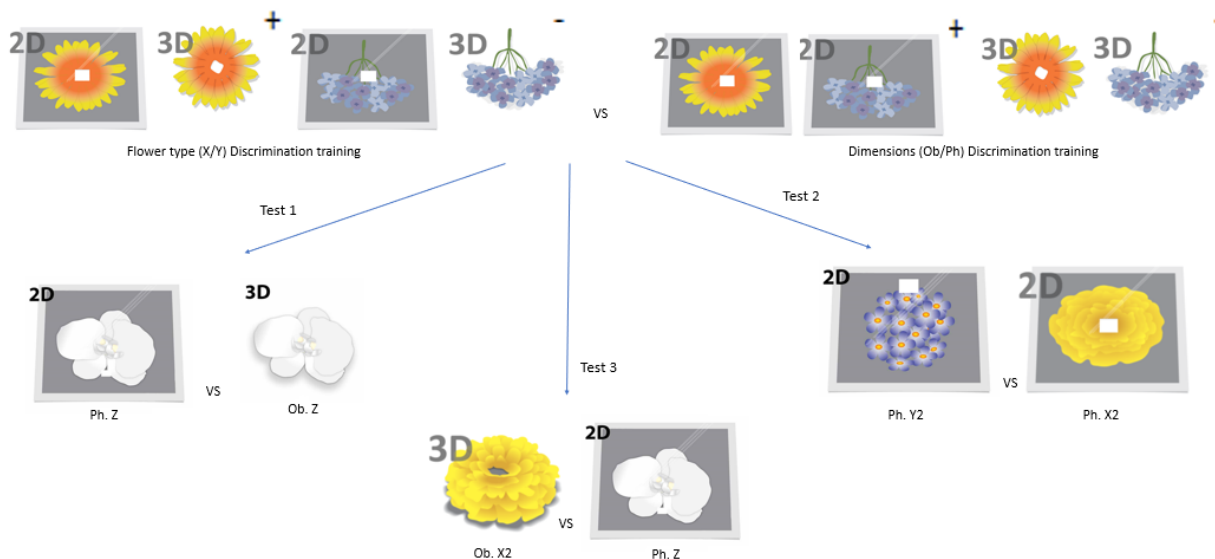 2D 3D + 2D 3D -
2D 2D + 3D 3D
VS
Flower type (X/Y) Discrimination training
Dimensions (Ob/Ph) Discrimination training
Test 1
Test 2
2D
3D
VS
Ph. Z
Ob. Z
2D
2D
VS
Ph. Y2
Ph. X2
Test 3
3D
2D
VS
Ob. X2
Ph. Z